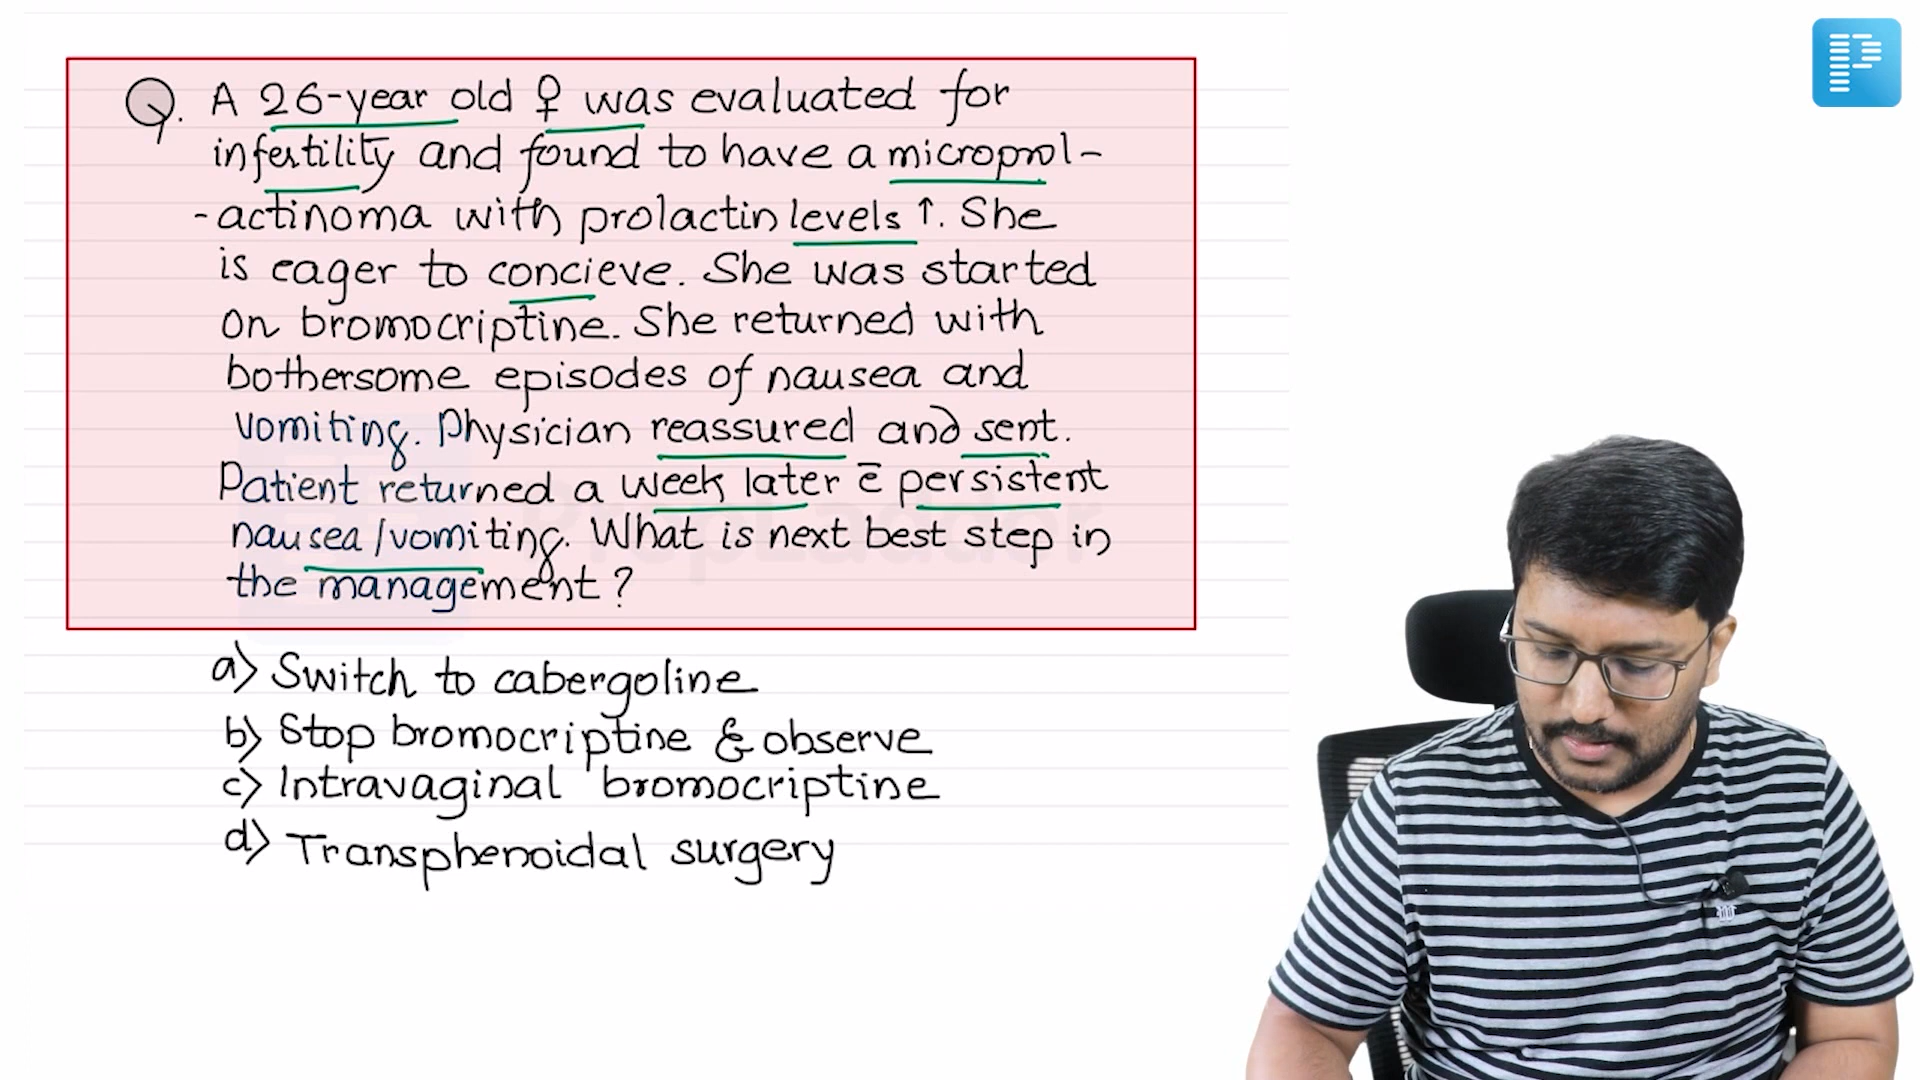 Q. A 26-year old ♀ was evaluated for
infertility and found to have a microprol-
-actinoma with prolactin levels ↑. She
is eager to concieve. She was started
on bromocriptine. She returned with
bothersome episodes of nausea and
vomiting. Physician reassured and sent.
Patient returned a week later c̄ persistent
nausea/vomiting. What is next best step in
the management?
a) Switch to cabergoline
b) Stop bromocriptine & observe
c) Intravaginal bromocriptine
d) Transphenoidal surgery
PrepLadder